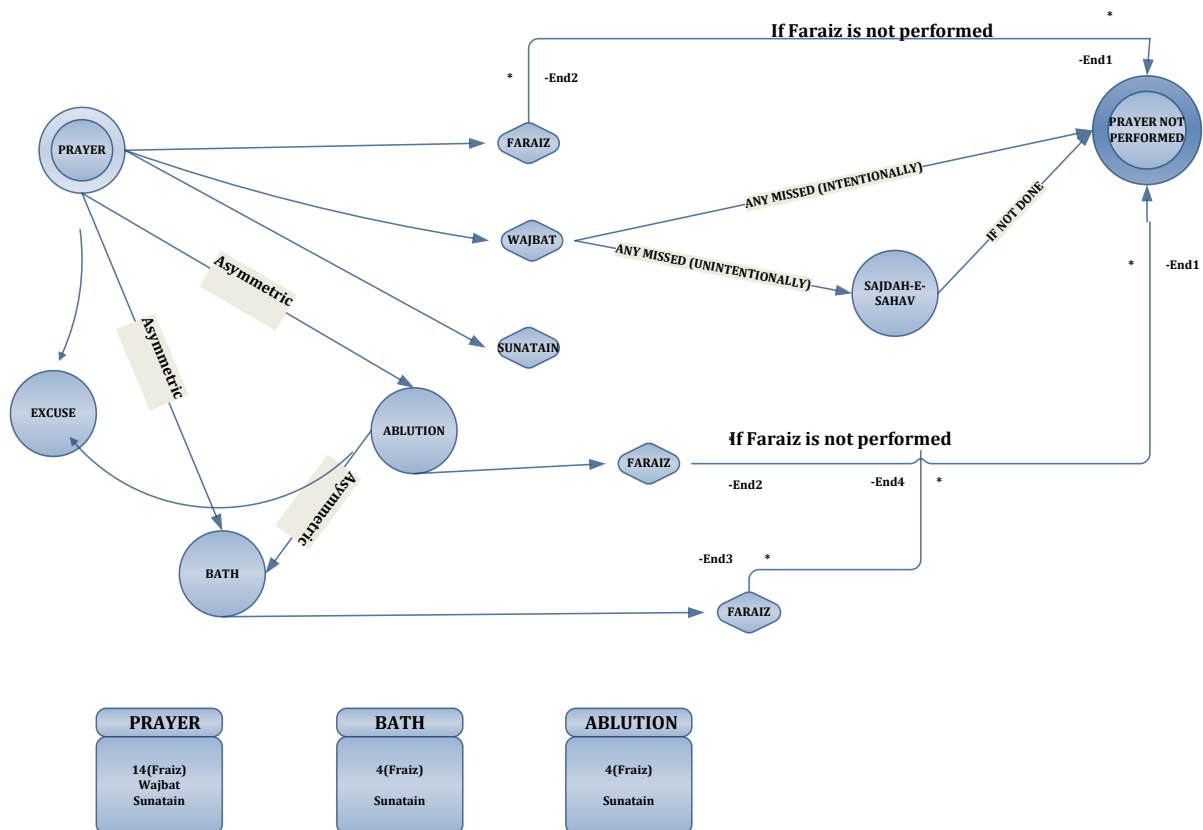 *
If Faraiz is not performed
-End1
*
-End2
PRAYER NOT
PERFORMED
PRAYER
FARAIZ
ANY MISSED (INTENTIONALLY)
IF NOT DONE
WAJBAT
ANY MISSED (UNINTENTIONALLY)
*
-End1
Asymmetric
SAJDAH-E-
SAHAV
Asymmetric
SUNATAIN
EXCUSE
ABLUTION
If Faraiz is not performed
FARAIZ
-End2
-End4
*
Asymmetric
BATH
-End3
*
FARAIZ
PRAYER
14(Fraiz)
Wajbat
Sunatain
BATH
4(Fraiz)
Sunatain
ABLUTION
4(Fraiz)
Sunatain